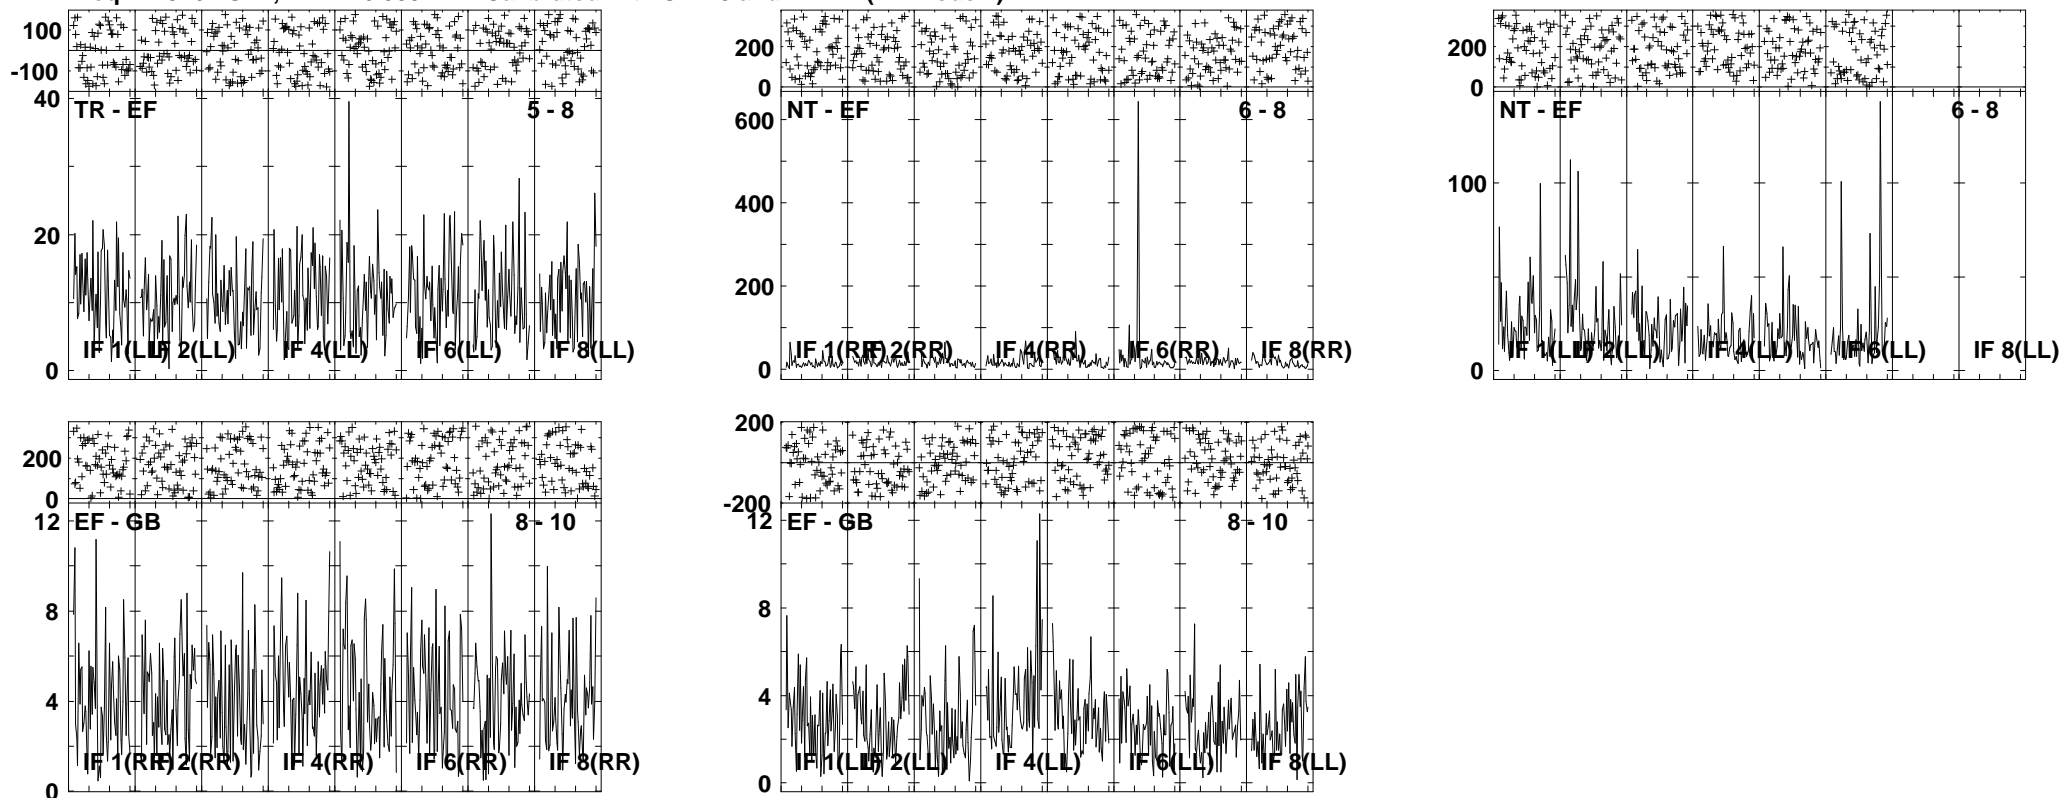 100
-100
40
TR - EF 5 - 8
20
0
IF 1(LL) IF 2(LL) IF 4(LL) IF 6(LL) IF 8(LL)
200
0
NT - EF 6 - 8
600
400
200
0
IF 1(RR) IF 2(RR) IF 4(RR) IF 6(RR) IF 8(RR)
200
0
NT - EF 6 - 8
100
0
IF 1(LL) IF 2(LL) IF 4(LL) IF 6(LL) IF 8(LL)
200
0
12 EF - GB 8 - 10
8
4
0
IF 1(RR) IF 2(RR) IF 4(RR) IF 6(RR) IF 8(RR)
200
-200
12 EF - GB 8 - 10
8
4
0
IF 1(LL) IF 2(LL) IF 4(LL) IF 6(LL) IF 8(LL)